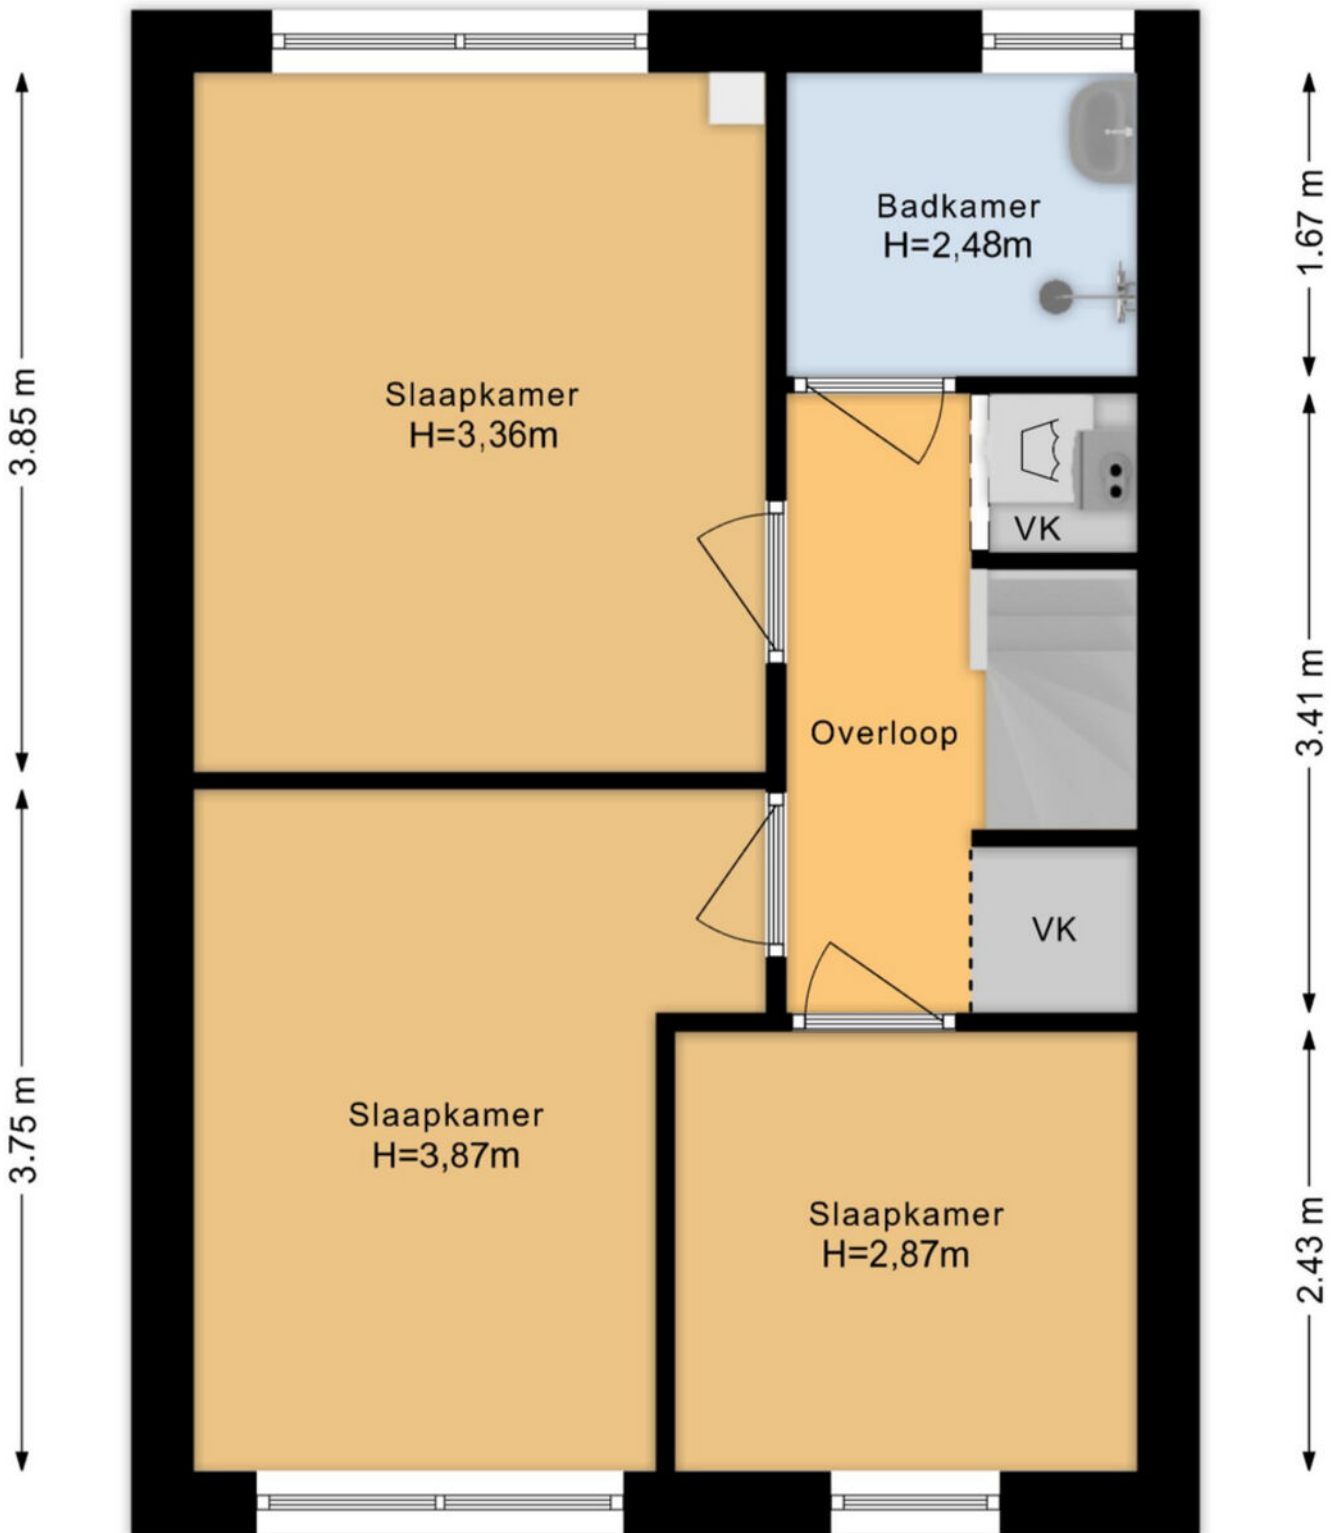 Badkamer
H=2,48m
1.67 m
Slaapkamer
H=3,36m
3.85 m
VK
3.41 m
Overloop
VK
Slaapkamer
H=3,87m
3.75 m
Slaapkamer
H=2,87m
2.43 m